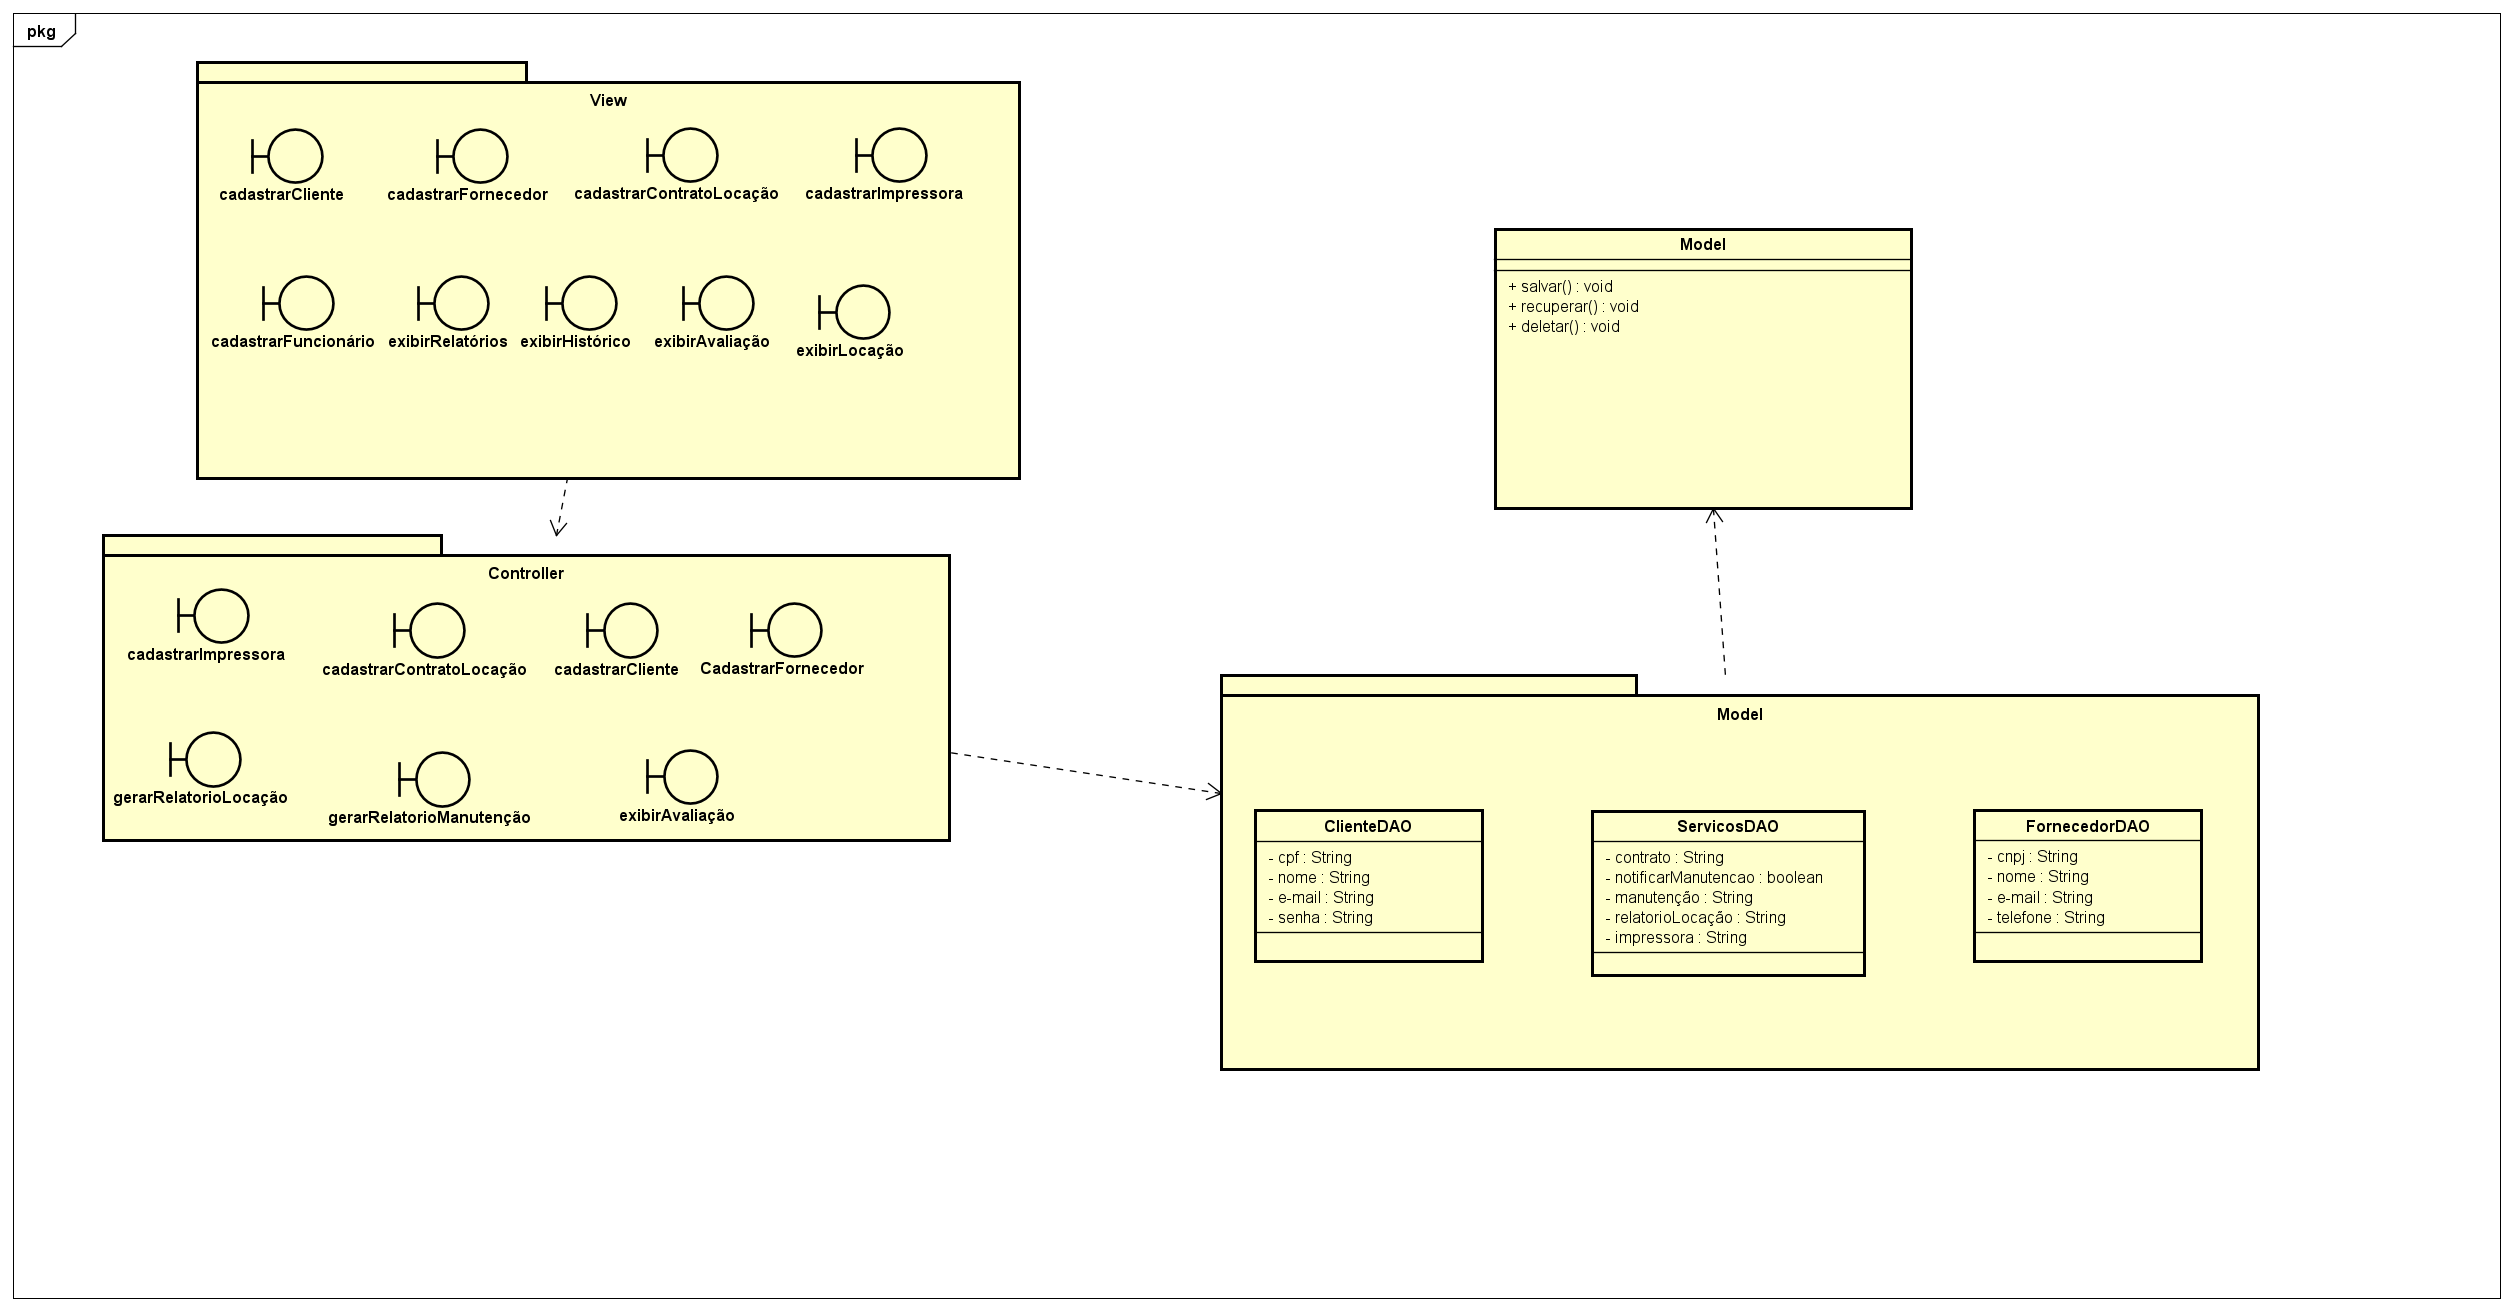 pkg
View
cadastrarCliente
cadastrarFornecedor
cadastrarContratoLocação
cadastrarImpressora
cadastrarFuncionário
exibirRelatórios
exibirHistórico
exibirAvaliação
exibirLocação
Model
+ salvar() : void
+ recuperar() : void
+ deletar() : void
Controller
cadastrarImpressora
cadastrarContratoLocação
cadastrarCliente
CadastrarFornecedor
gerarRelatorioLocação
gerarRelatorioManutenção
exibirAvaliação
Model
ClienteDAO
- cpf : String
- nome : String
- e-mail : String
- senha : String
ServicosDAO
- contrato : String
- notificarManutencao : boolean
- manutenção : String
- relatorioLocação : String
- impressora : String
FornecedorDAO
- cnpj : String
- nome : String
- e-mail : String
- telefone : String